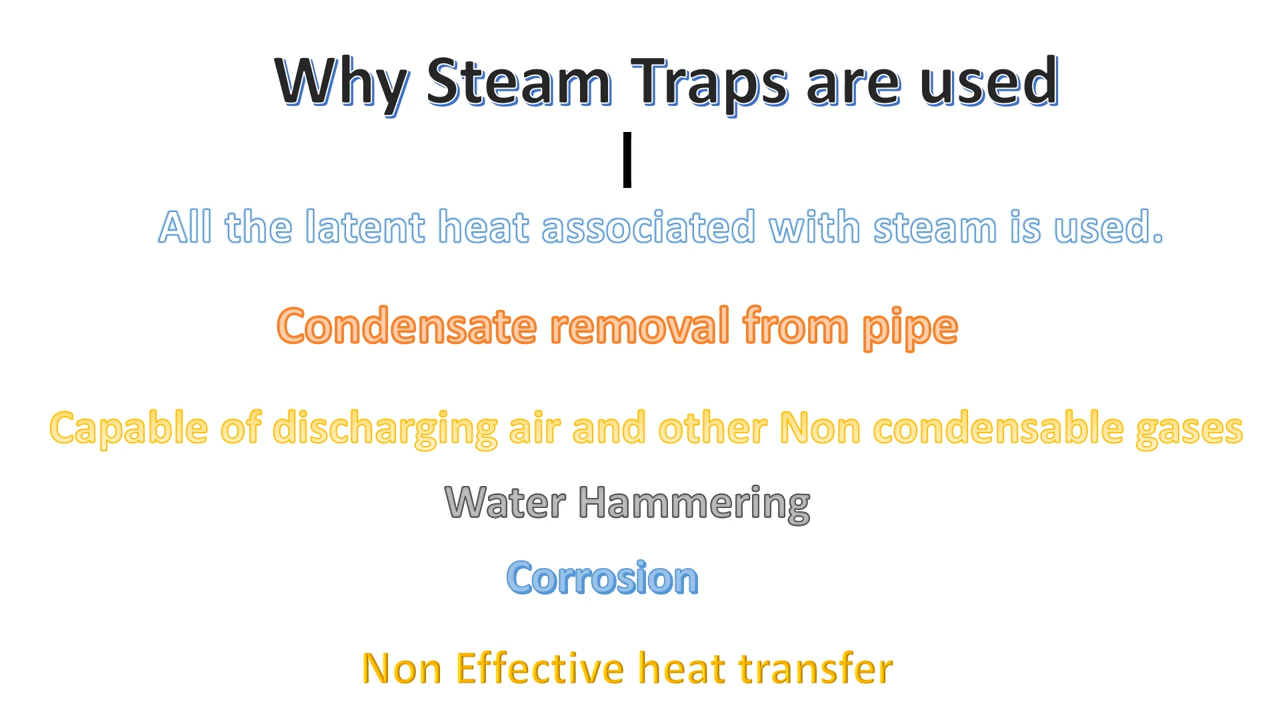 Why Steam Traps are used
All the latent heat associated with steam is used.
Condensate removal from pipe
Capable of discharging air and other Non condensable gases
Water Hammering
Corrosion
Non Effective heat transfer